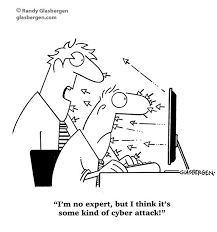 © Randy Glasbergen
glasbergen.com
GLASBERGEN
"I'm no expert, but I think it's
some kind of cyber attack!"